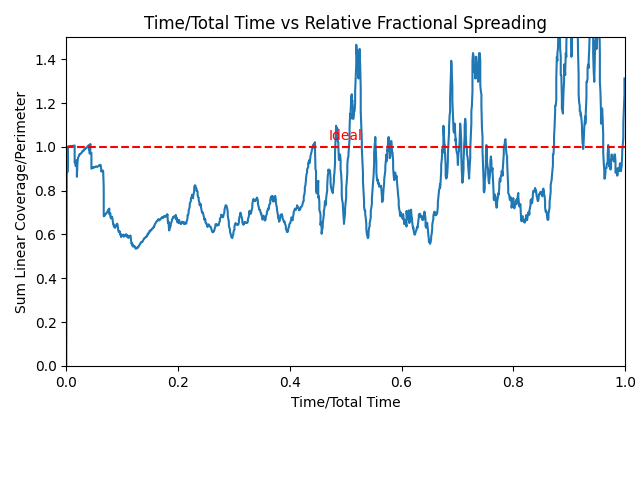 Time/Total Time vs Relative Fractional Spreading
Sum Linear Coverage/Perimeter
1.4
1.2
1.0
0.8
0.6
0.4
0.2
0.0
Ideal
0.0 0.2 0.4 0.6 0.8 1.0
Time/Total Time